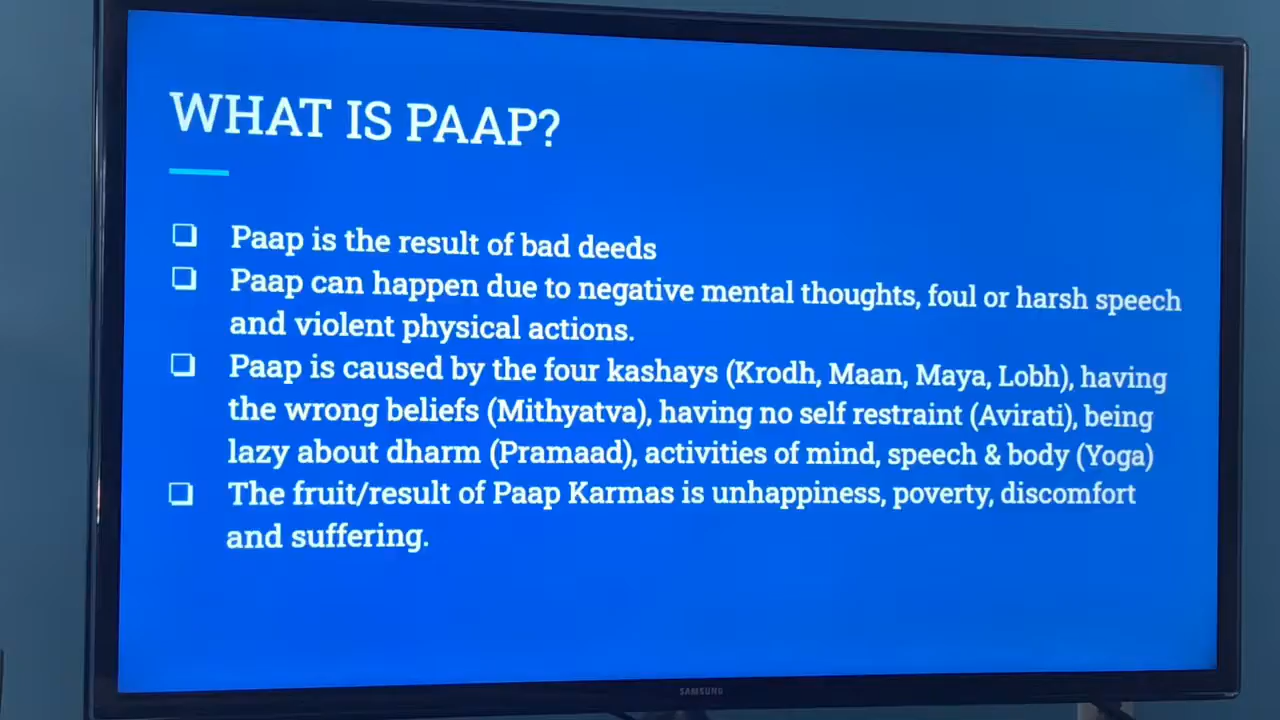 WHAT IS PAAP?
❑ Paap is the result of bad deeds
❑ Paap can happen due to negative mental thoughts, foul or harsh speech
and violent physical actions.
❑ Paap is caused by the four kashays (Krodh, Maan, Maya, Lobh), having
the wrong beliefs (Mithyatva), having no self restraint (Avirati), being
lazy about dharm (Pramaad), activities of mind, speech & body (Yoga)
❑ The fruit/result of Paap Karmas is unhappiness, poverty, discomfort
and suffering.
SAMSUNG